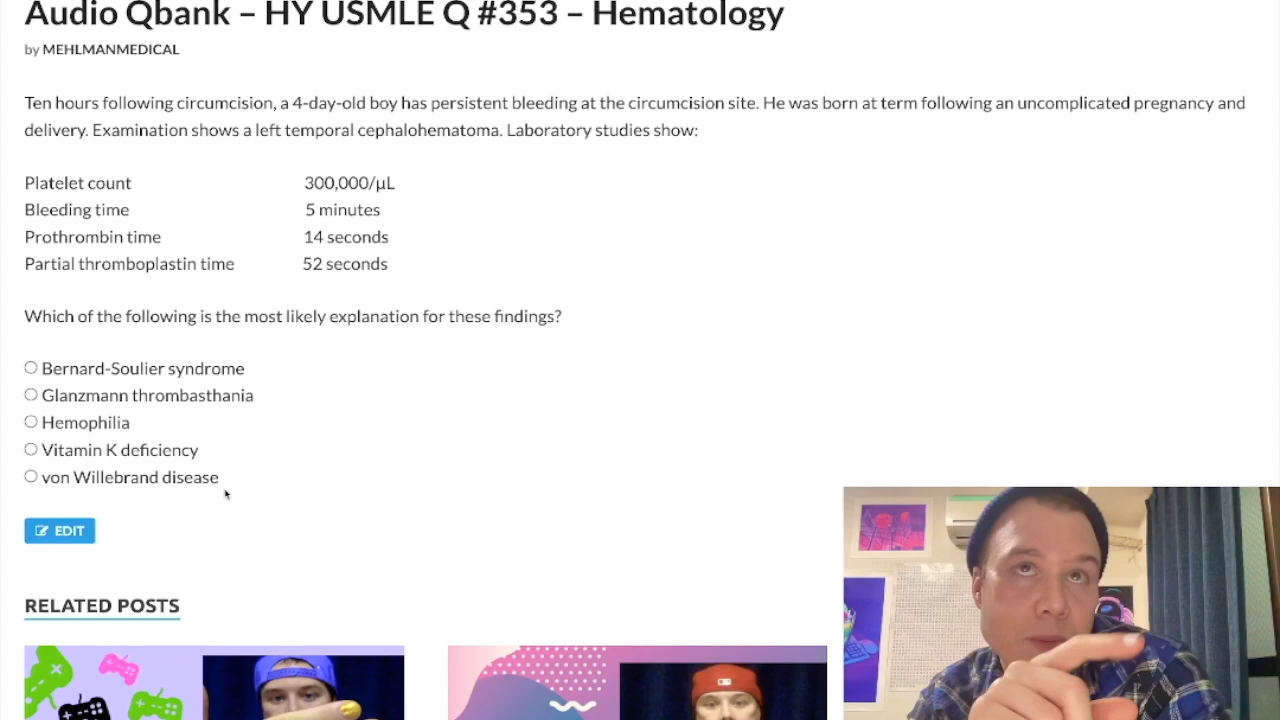 Audio Qbank – HY USMLE Q #353 – Hematology
by MEHLMANMEDICAL
Ten hours following circumcision, a 4-day-old boy has persistent bleeding at the circumcision site. He was born at term following an uncomplicated pregnancy and
delivery. Examination shows a left temporal cephalohematoma. Laboratory studies show:
Platelet count 300,000/μL
Bleeding time 5 minutes
Prothrombin time 14 seconds
Partial thromboplastin time 52 seconds
Which of the following is the most likely explanation for these findings?
Bernard-Soulier syndrome
Glanzmann thrombasthania
Hemophilia
Vitamin K deficiency
von Willebrand disease
EDIT
RELATED POSTS